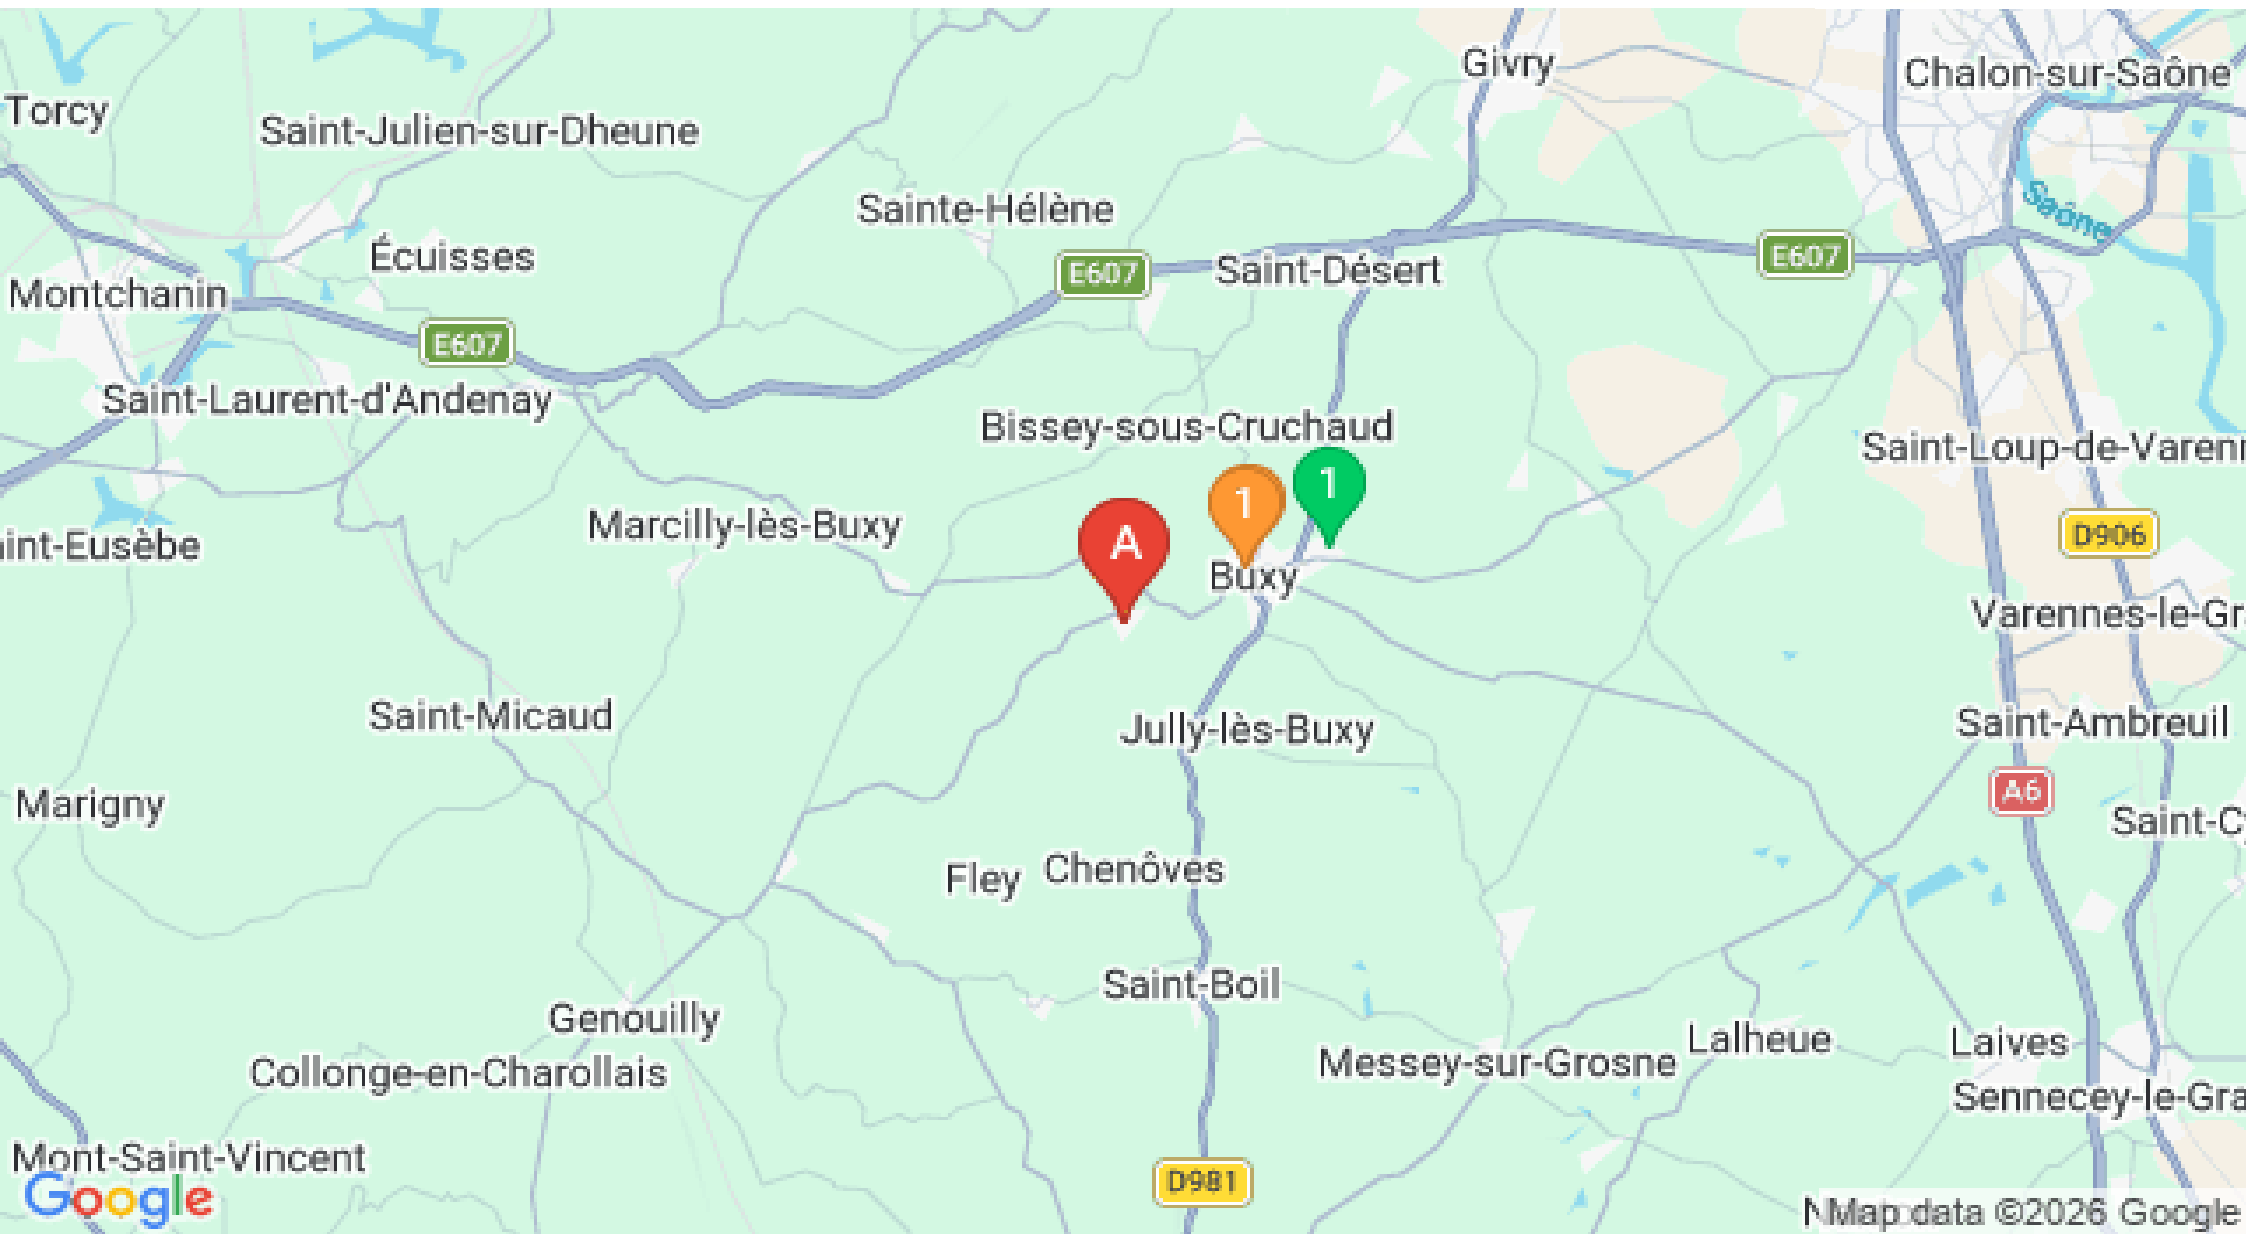 Givry
Chalon-sur-Saône
Torcy
Saint-Julien-sur-Dheune
Sainte-Hélène
Saône
Écuisses
E607
Saint-Désert
E607
Montchanin
E607
Saint-Laurent-d'Andenay
Bissey-sous-Cruchaud
Saint-Loup-de-Varenn
1
1
Marcilly-lès-Buxy
A
D906
int-Eusèbe
Buxy
Varennes-le-Gr
Saint-Micaud
Jully-lès-Buxy
Saint-Ambreuil
A6
Marigny
Saint-C
Fley
Chenôves
Saint-Boil
Genouilly
Lalheue
Laives
Messey-sur-Grosne
Collonge-en-Charollais
Sennecey-le-Gra
Mont-Saint-Vincent
D981
Google
Map data ©2026 Google